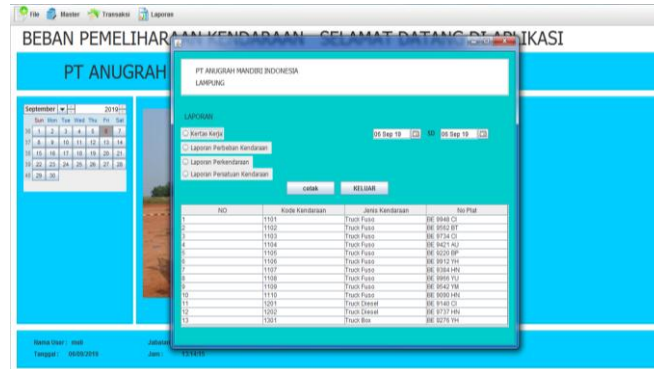 File Master Transaksi Laporan
BEBAN PEMELIHARAAN KENDARAAN SELAMAT DATANG DI APLIKASI
PT ANUGRAH
PT ANUGRAH MANDIRI INDONESIA
LAMPUNG
September 2019
Sun Mon Tue Wed Thu Fri Sat
1 2 3 4 5 6 7
8 9 10 11 12 13 14
15 16 17 18 19 20 21
22 23 24 25 26 27 28
29 30
LAPORAN
Kertas Kerja 06 Sep 19 SD 06 Sep 19
Laporan Perbeban Kendaraan
Laporan Perkendaraan
Laporan Persatuan Kendaraan
cetak KELUAR
NO Kode Kendaraan Jenis Kendaraan No Plat
1 1101 Truck Fuso BE 9948 CI
2 1102 Truck Fuso BE 9562 BT
3 1103 Truck Fuso BE 9734 CI
4 1104 Truck Fuso BE 9421 AU
5 1105 Truck Fuso BE 9220 BP
6 1106 Truck Fuso BE 9912 YH
7 1107 Truck Fuso BE 9384 HN
8 1108 Truck Fuso BE 9966 YU
9 1109 Truck Fuso BE 9542 YM
10 1110 Truck Fuso BE 9690 HN
11 1201 Truck Diesel BE 9140 CI
12 1202 Truck Diesel BE 9737 HN
13 1301 Truck Box BE 9276 YH
Nama User : Jabatan
Tanggal : 06/09/2019 Jam :